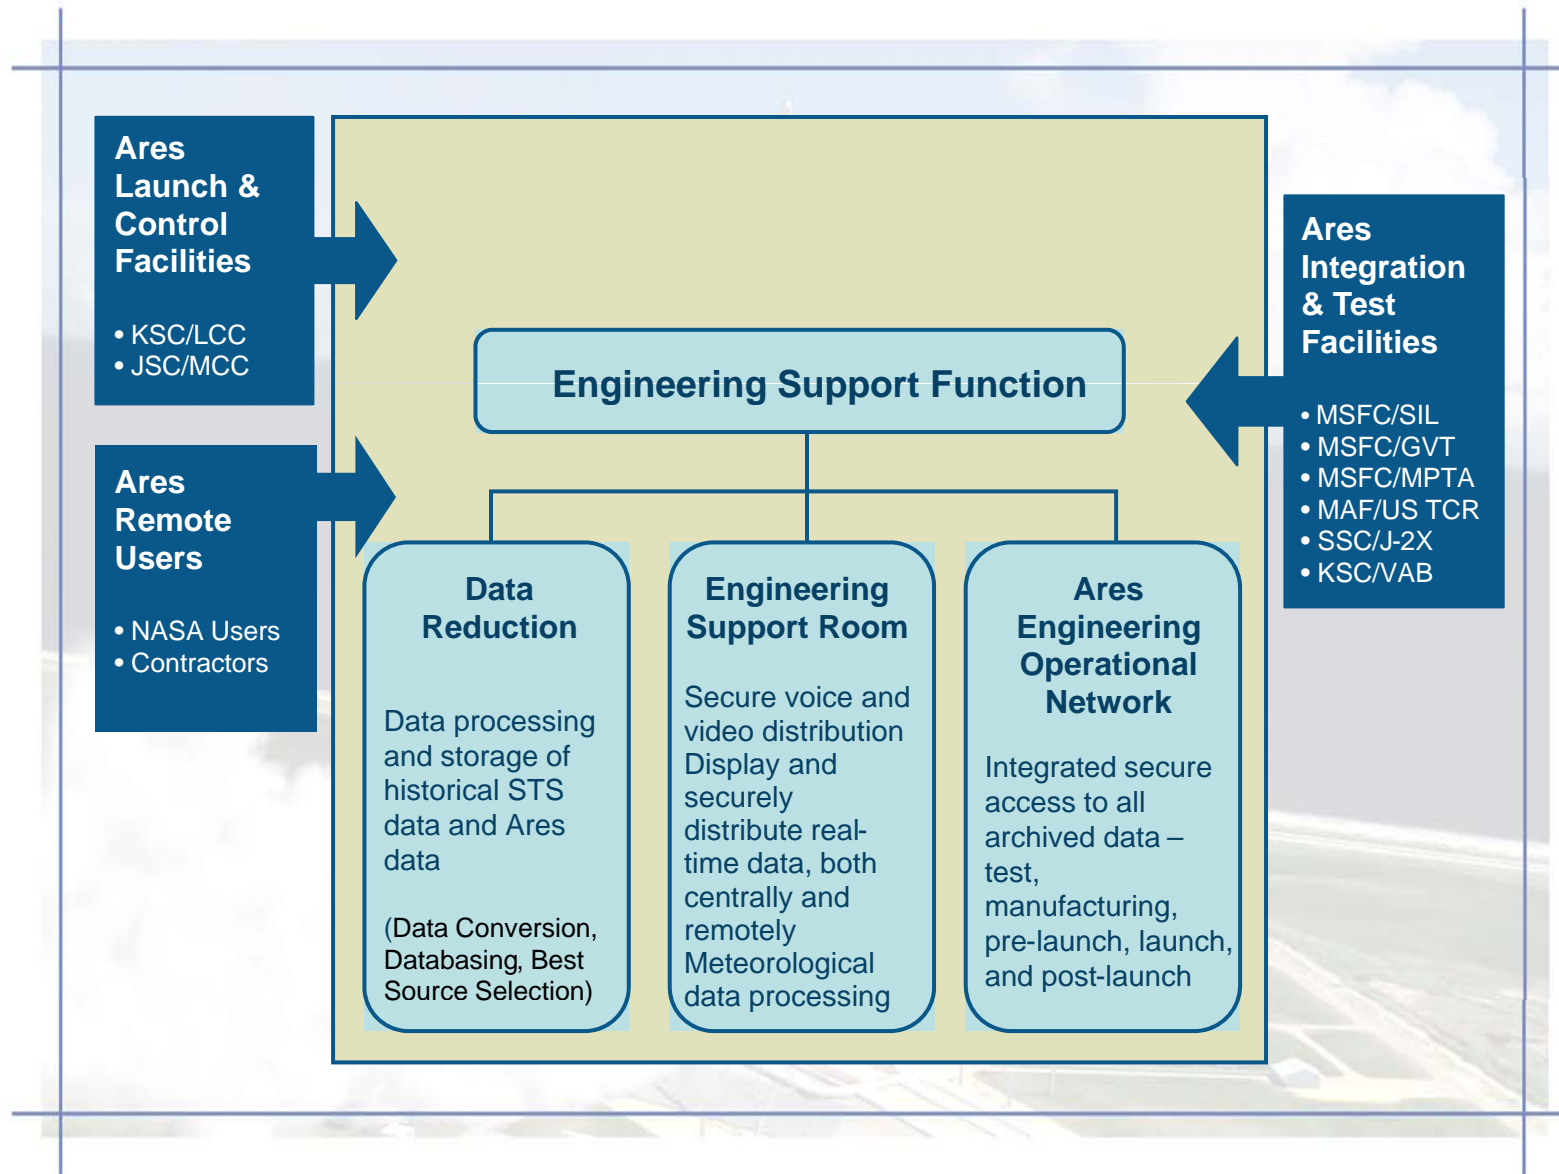 Ares
Launch &
Control
Facilities
• KSC/LCC
• JSC/MCC
Ares
Remote
Users
• NASA Users
• Contractors
Engineering Support Function
Data
Reduction
Data processing
and storage of
historical STS
data and Ares
data
(Data Conversion,
Databasing, Best
Source Selection)
Engineering
Support Room
Secure voice and
video distribution
Display and
securely
distribute real-
time data, both
centrally and
remotely
Meteorological
data processing
Ares
Engineering
Operational
Network
Integrated secure
access to all
archived data –
test,
manufacturing,
pre-launch, launch,
and post-launch
Ares
Integration
& Test
Facilities
• MSFC/SIL
• MSFC/GVT
• MSFC/MPTA
• MAF/US TCR
• SSC/J-2X
• KSC/VAB